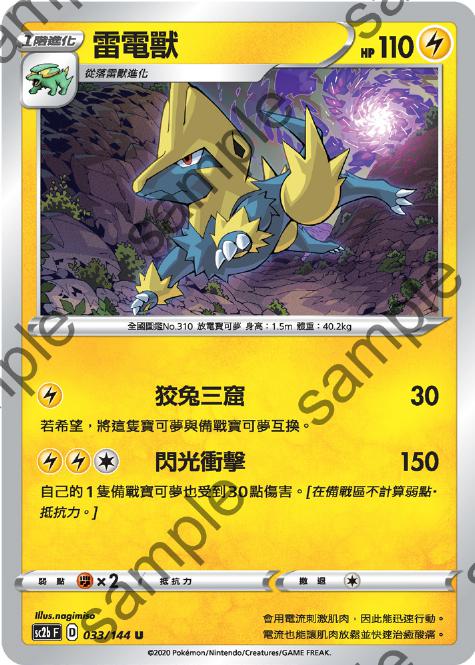 1階進化
雷電獸
HP 110
從落雷獸進化
全國圖鑑No.310 放電寶可夢 身高：1.5m 體重：40.2kg
狡兔三窟 30
若希望，將這隻寶可夢與備戰寶可夢互換。
閃光衝擊 150
自己的1隻備戰寶可夢也受到30點傷害。[在備戰區不計算弱點・
抵抗力。]
弱點 ×2 抵抗力 撤退
Illus.nagimiso
sc2b F D 033/144 U
會用電流刺激肌肉，因此能迅速行動。
電流也能讓肌肉放鬆並快速治癒痠痛。
©2020 Pokémon/Nintendo/Creatures/GAME FREAK.
sample
sample
sample
sample
sample
sample